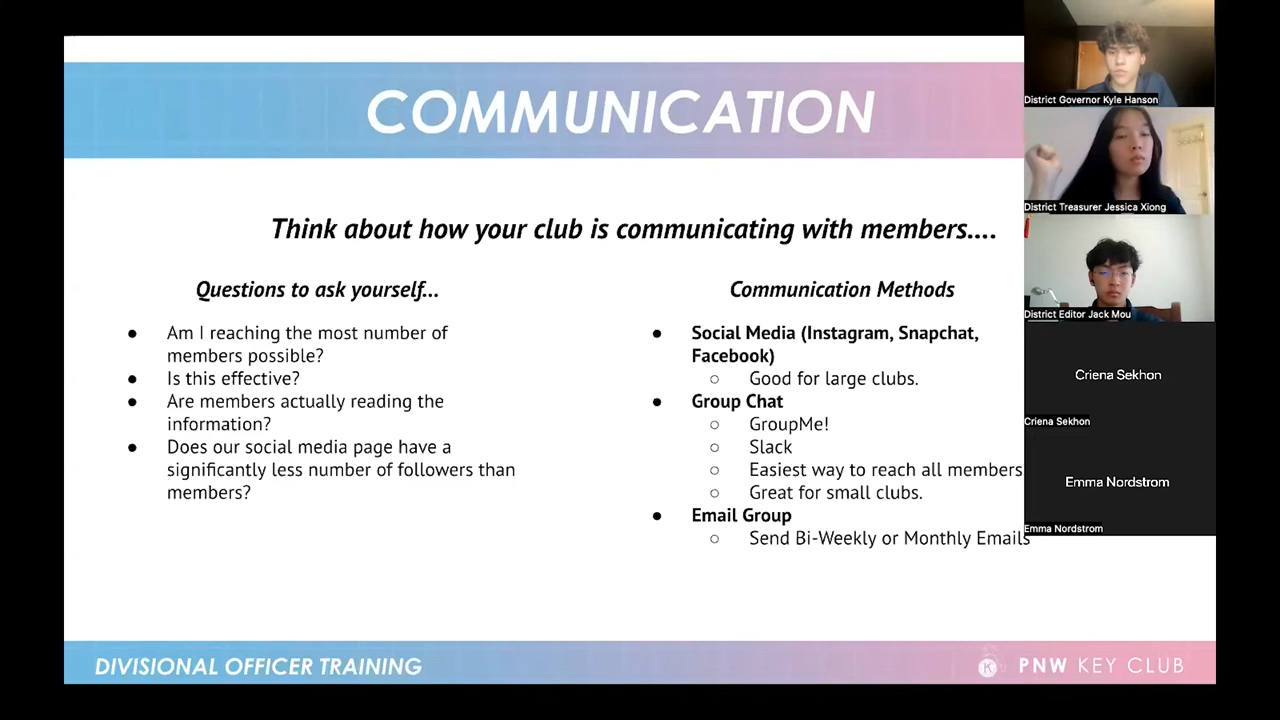 COMMUNICATION
Think about how your club is communicating with members....
Questions to ask yourself...
● Am I reaching the most number of
members possible?
● Is this effective?
● Are members actually reading the
information?
● Does our social media page have a
significantly less number of followers than
members?
Communication Methods
● Social Media (Instagram, Snapchat,
Facebook)
○ Good for large clubs.
● Group Chat
○ GroupMe!
○ Slack
○ Easiest way to reach all members
○ Great for small clubs.
● Email Group
○ Send Bi-Weekly or Monthly Emails
DIVISIONAL OFFICER TRAINING
K PNW KEY CLUB
District Governor Kyle Hanson
District Treasurer Jessica Xiong
District Editor Jack Mou
Criena Sekhon
Criena Sekhon
Emma Nordstrom
Emma Nordstrom